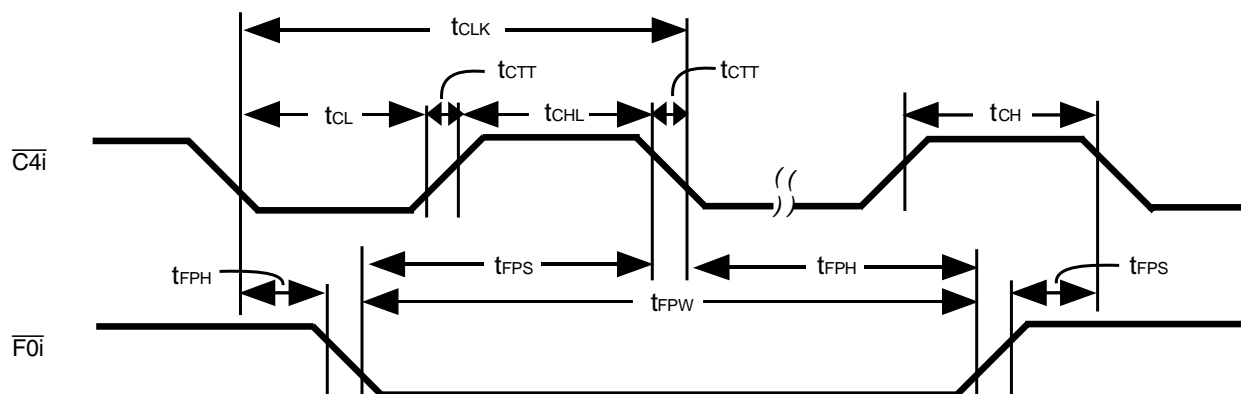 tCLK
tCTT
tCTT
tCL
tCHL
tCH
C4i
tFPH
tFPS
tFPH
tFPS
tFPW
F0i